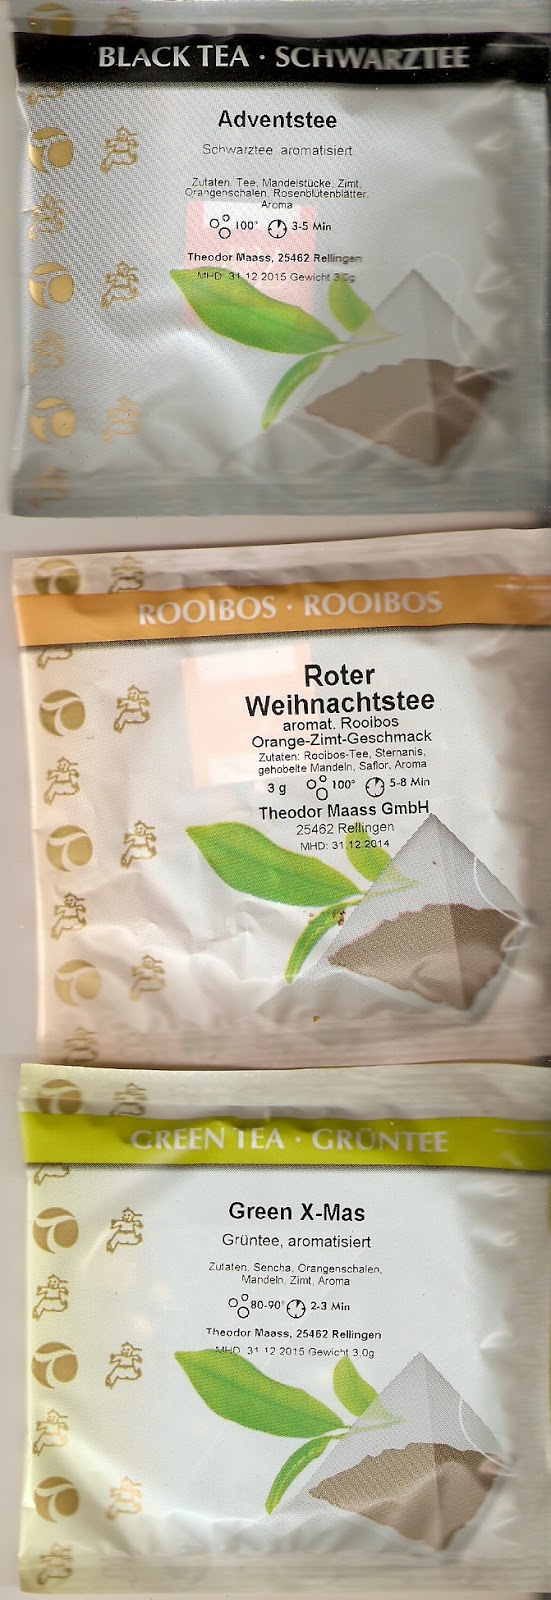 BLACK TEA · SCHWARZTEE
Adventstee
Schwarztee, aromatisiert
Zutaten. Tee, Mandelstücke, Zimt,
Orangenschalen, Rosenblütenblätter,
Aroma
100° 3-5 Min
Theodor Maass, 25462 Rellingen
MHD: 31.12 2015 Gewicht 3.0g
ROOIBOS · ROOIBOS
Roter
Weihnachtstee
aromat. Rooibos
Orange-Zimt-Geschmack
Zutaten: Rooibos-Tee, Sternanis,
gehobelte Mandeln, Saflor, Aroma
3 g 100° 5-8 Min
Theodor Maass GmbH
25462 Rellingen
MHD: 31.12.2014
GREEN TEA · GRÜNTEE
Green X-Mas
Grüntee, aromatisiert
Zutaten. Sencha, Orangenschalen,
Mandeln, Zimt, Aroma
80-90° 2-3 Min
Theodor Maass, 25462 Rellingen
MHD. 31 12 2015 Gewicht 3,0g